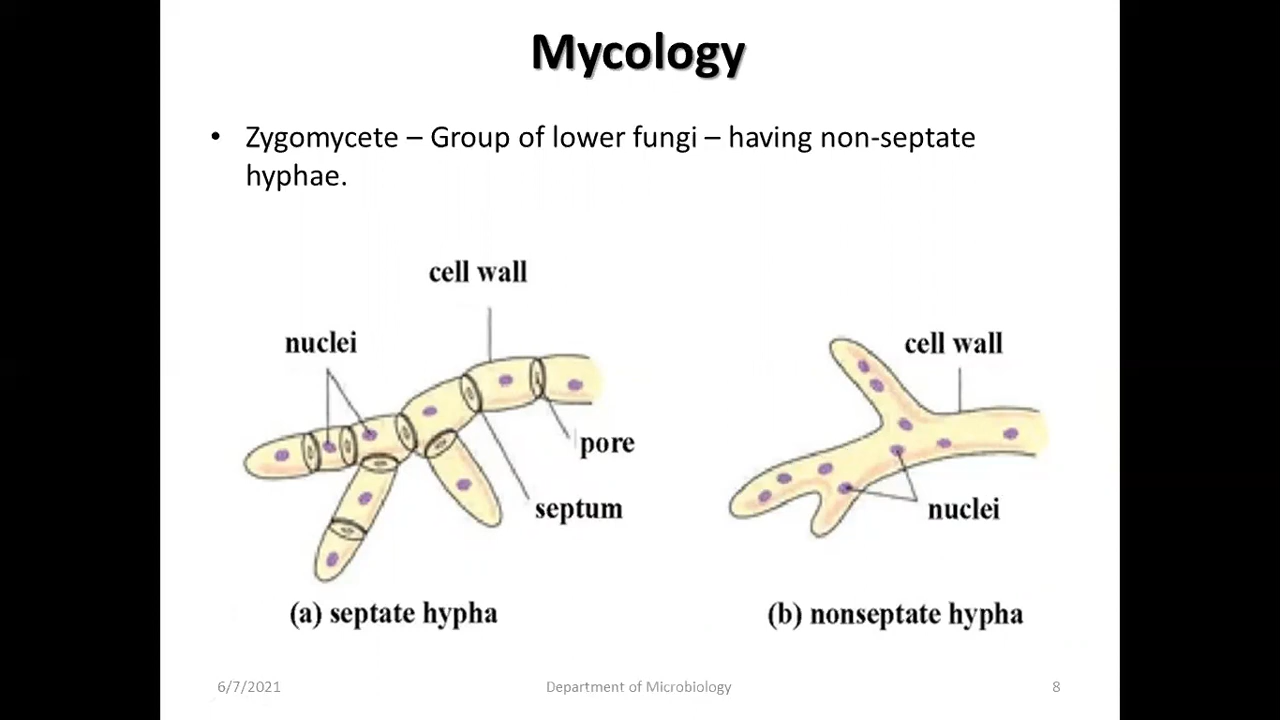 Mycology
• Zygomycete – Group of lower fungi – having non-septate
hyphae.
cell wall
nuclei
pore
septum
(a) septate hypha
cell wall
nuclei
(b) nonseptate hypha
6/7/2021
Department of Microbiology
8